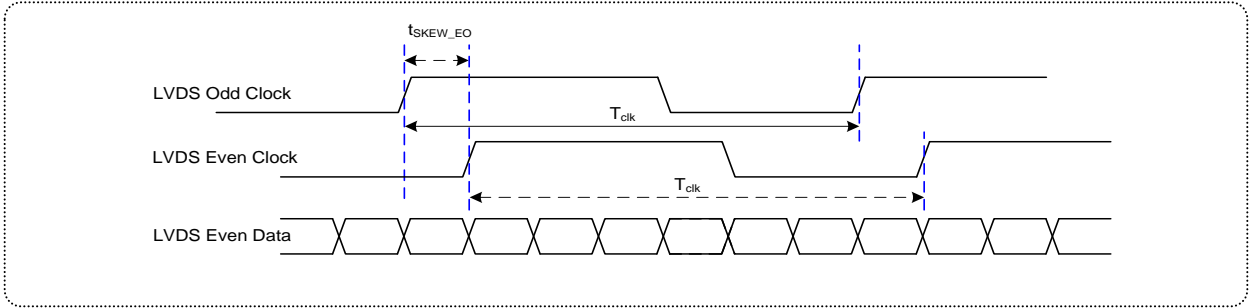 tSKEW_EO
LVDS Odd Clock
Tclk
LVDS Even Clock
Tclk
LVDS Even Data